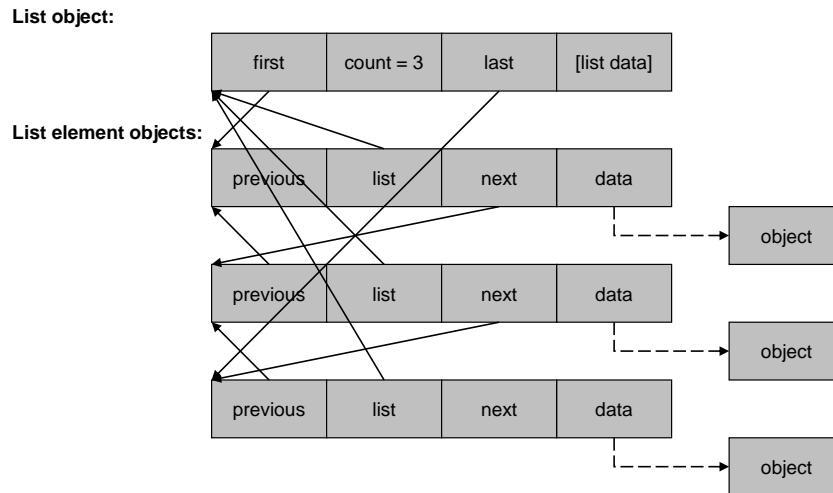 List object:
first count = 3 last [list data]
List element objects:
previous list next data
object
previous list next data
object
previous list next data
object